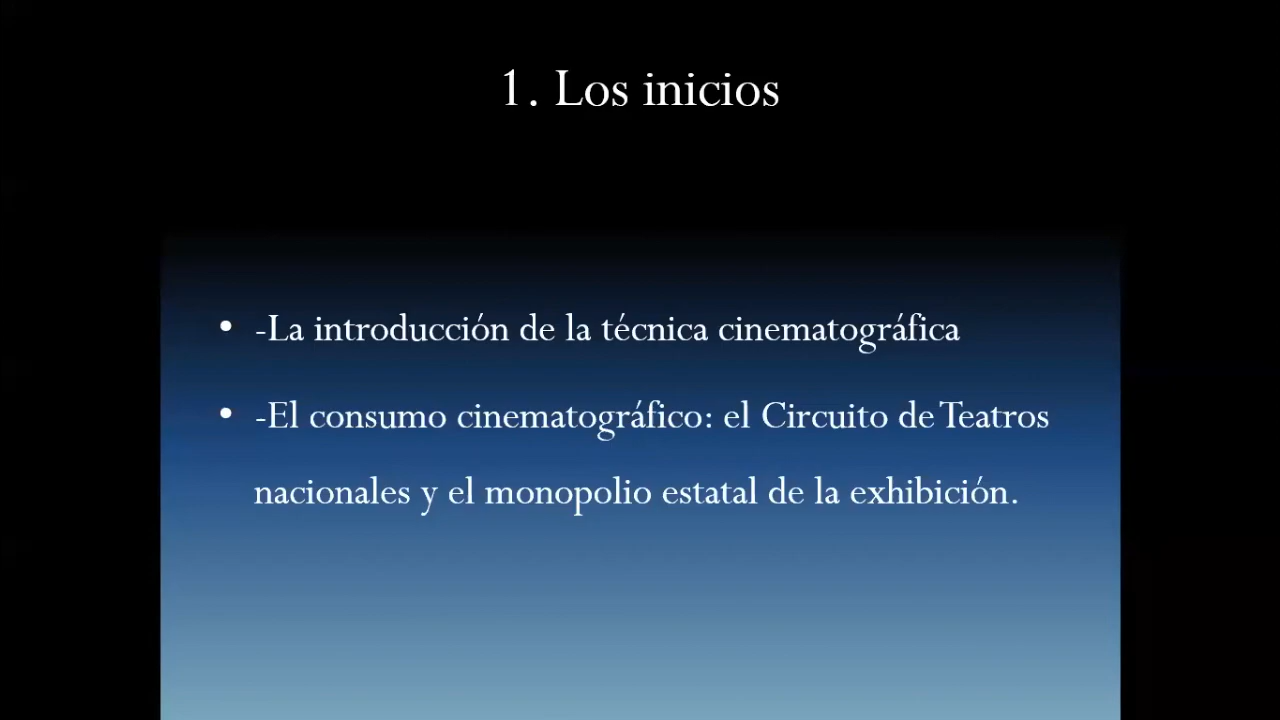 1. Los inicios
• -La introducción de la técnica cinematográfica
• -El consumo cinematográfico: el Circuito de Teatros
nacionales y el monopolio estatal de la exhibición.